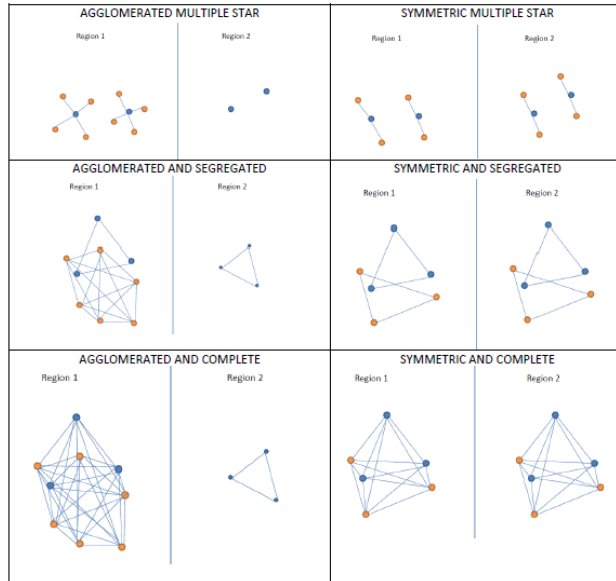 AGGLOMERATED MULTIPLE STAR
Region 1
Region 2
SYMMETRIC MULTIPLE STAR
Region 1
Region 2
AGGLOMERATED AND SEGREGATED
Region 1
Region 2
SYMMETRIC AND SEGREGATED
Region 1
Region 2
AGGLOMERATED AND COMPLETE
Region 1
Region 2
SYMMETRIC AND COMPLETE
Region 1
Region 2